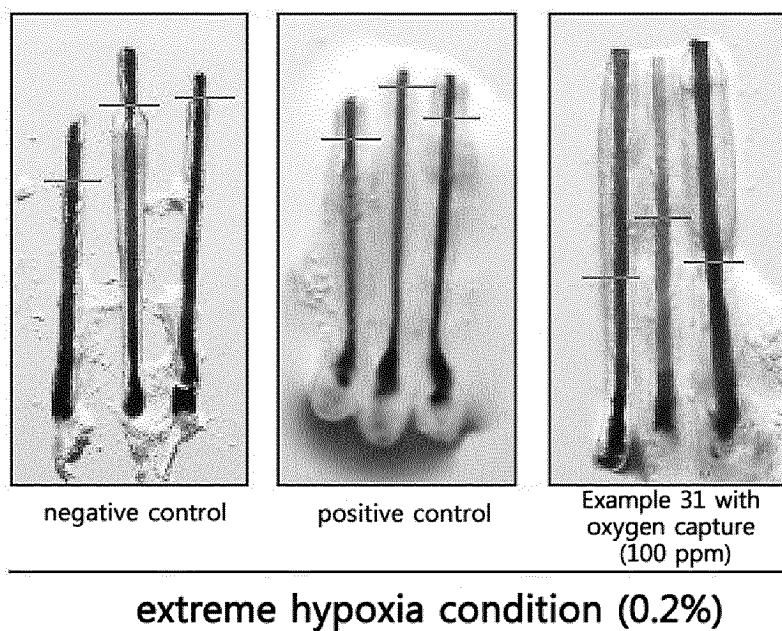 negative control
positive control
Example 31 with
oxygen capture
(100 ppm)
extreme hypoxia condition (0.2%)